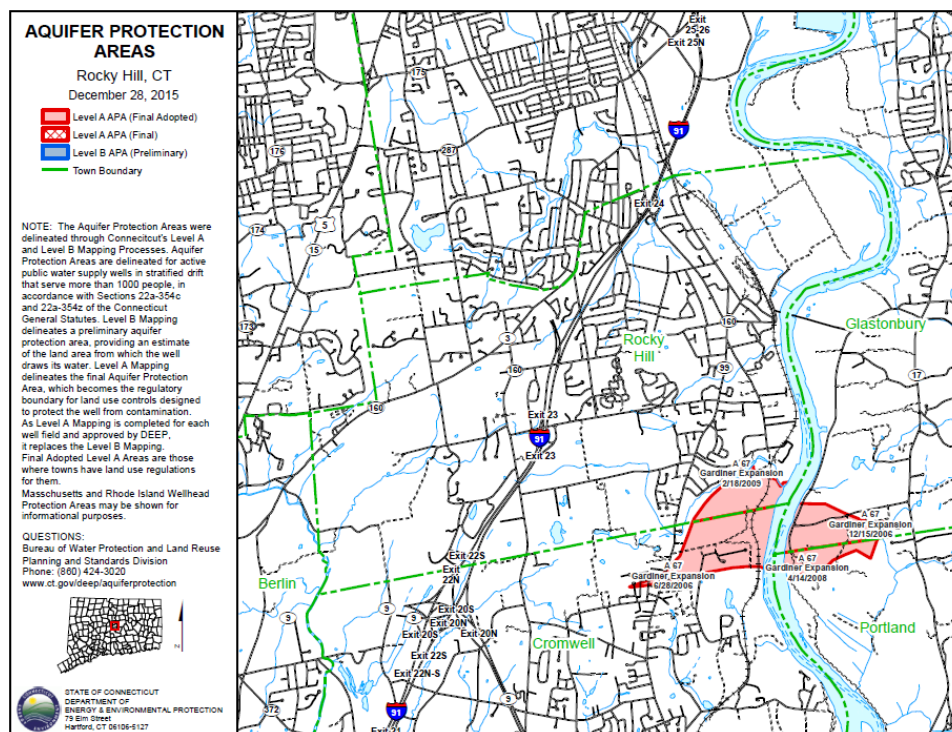 AQUIFER PROTECTION
AREAS
Rocky Hill, CT
December 28, 2015
Level A APA (Final Adopted)
Level A APA (Final)
Level B APA (Preliminary)
Town Boundary
NOTE: The Aquifer Protection Areas were
delineated through Connecitcut's Level A
and Level B Mapping Processes. Aquifer
Protection Areas are delineated for active
public water supply wells in stratified drift
that serve more than 1000 people, in
accordance with Sections 22a-354c
and 22a-354z of the Connecticut
General Statutes. Level B Mapping
delineates a preliminary aquifer
protection area, providing an estimate
of the land area from which the well
draws its water. Level A Mapping
delineates the final Aquifer Protection
Area, which becomes the regulatory
boundary for land use controls designed
to protect the well from contamination.
As Level A Mapping is completed for each
well field and approved by DEEP,
it replaces the Level B Mapping.
Final Adopted Level A Areas are those
where towns have land use regulations
for them.
Masschusetts and Rhode Island Wellhead
Protection Areas may be shown for
informational purposes.
QUESTIONS:
Bureau of Water Protection and Land Reuse
Planning and Standards Division
Phone: (860) 424-3020
www.ct.gov/deep/aquiferprotection
STATE OF CONNECTICUT
DEPARTMENT OF
ENERGY & ENVIRONMENTAL PROTECTION
79 Elm Street
Hartford, CT 06106-5127
Exit
25-26
Exit 25N
175
91
176
287
Exit 24
174
5
15
173
3
160
Glastonbury
Rocky
Hill
160
99
17
160
Exit 23
91
Exit 23
A 67
Gardiner Expansion
2/18/2009
A 67
Gardiner Expansion
12/15/2006
A 67
Gardiner Expansion
4/14/2008
A 67
Gardiner Expansion
6/28/2006
Exit 22S
Exit
22N
Berlin
9
9
Exit 20S
Exit 20N
Exit 20S
Exit 20N
Cromwell
Portland
Exit 22S
Exit 22N-S
9
372
91
Exit 21